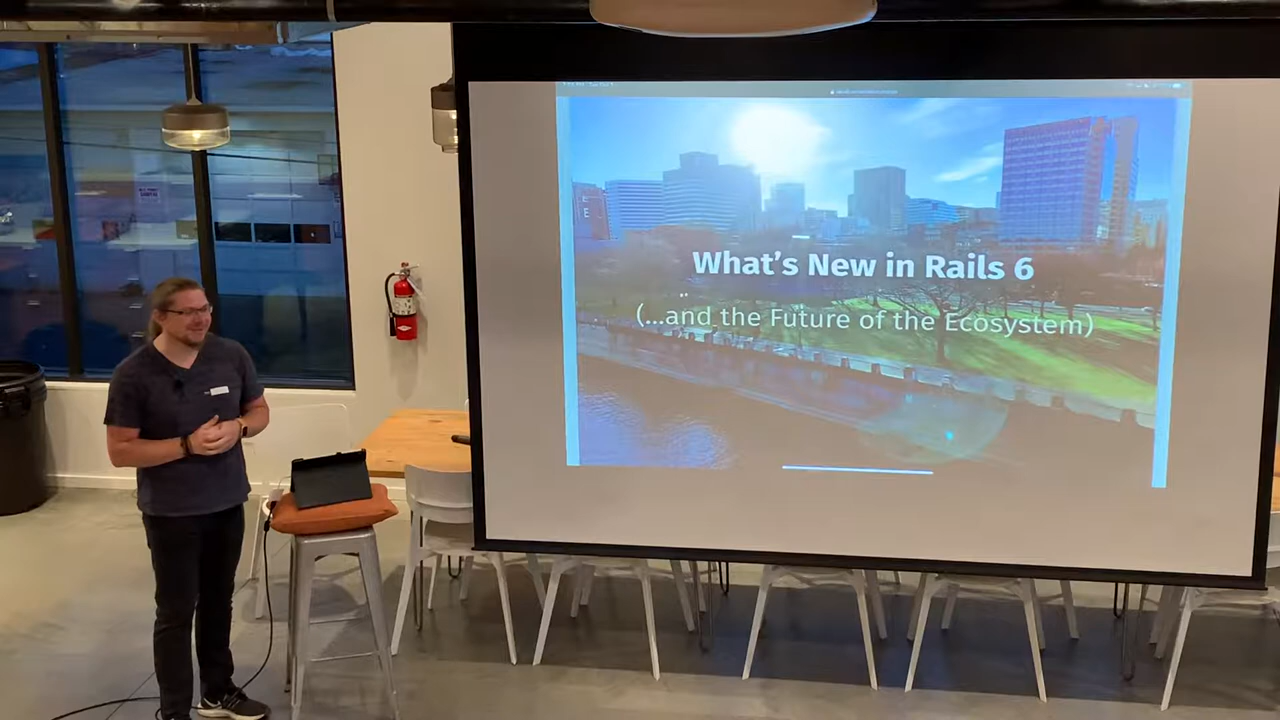 What's New in Rails 6
(...and the Future of the Ecosystem)